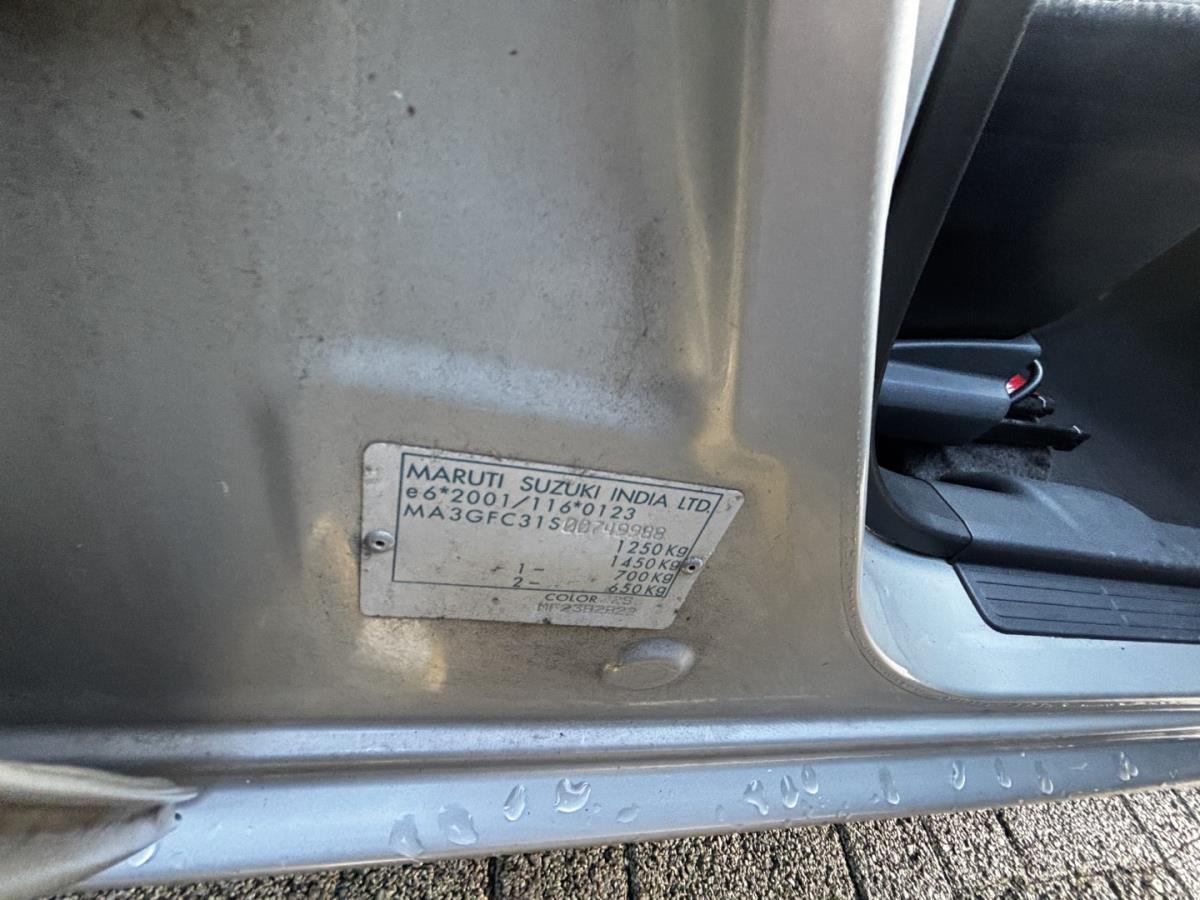 MARUTI SUZUKI INDIA LTD.
e6*2001/116*0123
MA3GFC31S00749988
1250Kg
1450Kg
1- 700Kg
2- 650Kg
COLOR